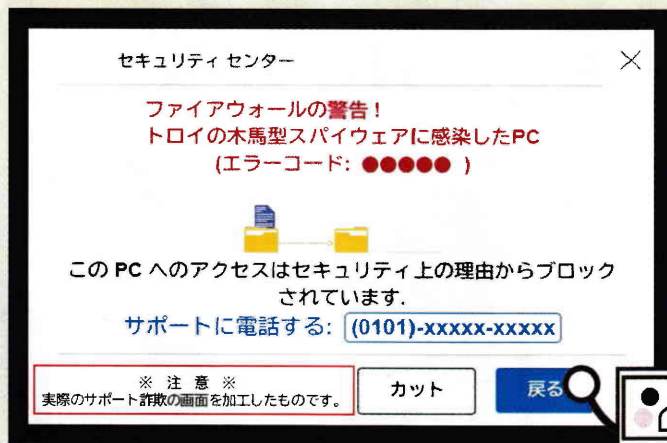 セキュリティ センター
ファイアウォールの警告！
トロイの木馬型スパイウェアに感染したPC
(エラーコード: ●●●●● )
この PC へのアクセスはセキュリティ上の理由からブロック
されています.
サポートに電話する: (0101)-xxxxx-xxxxx
※ 注 意 ※
実際のサポート詐欺の画面を加工したものです。
カット
戻る